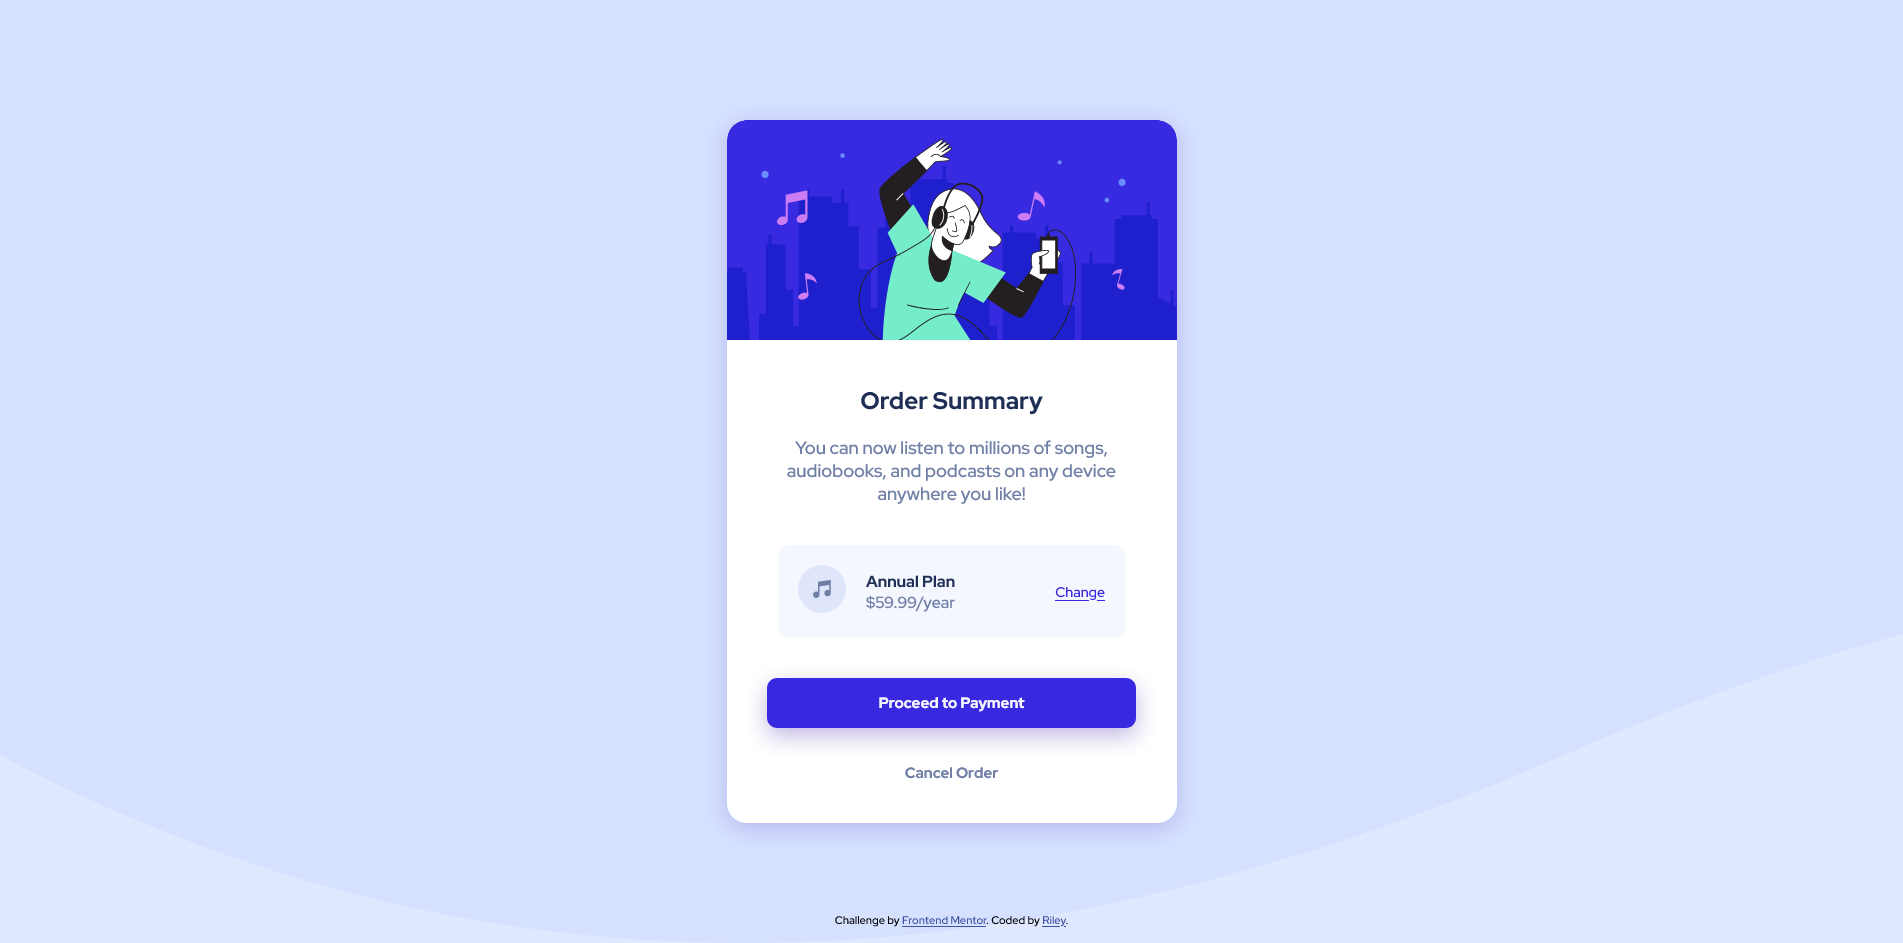 Order Summary
You can now listen to millions of songs,
audiobooks, and podcasts on any device
anywhere you like!
Annual Plan
$59.99/year
Change
Proceed to Payment
Cancel Order
Challenge by Frontend Mentor. Coded by Riley.